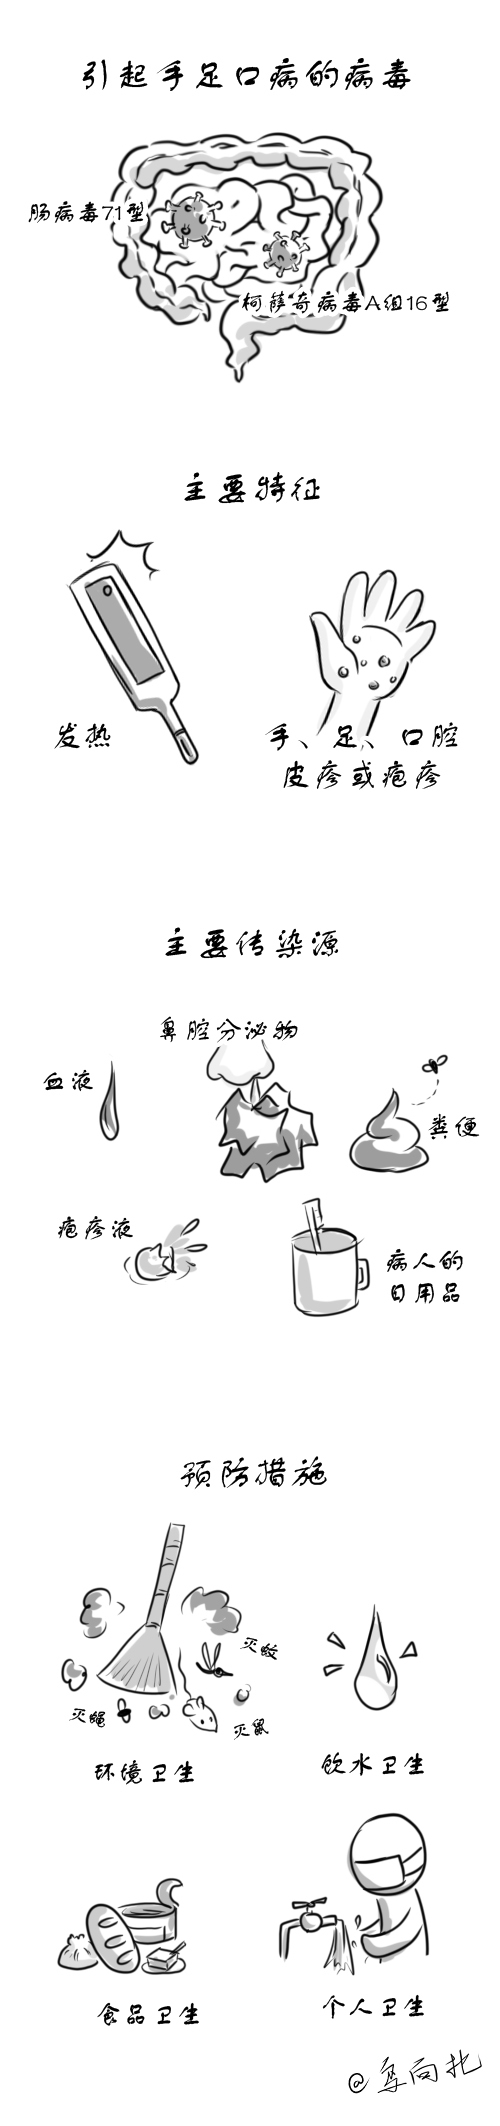 引起手足口病的病毒
肠病毒71型
柯萨奇病毒A组16型
主要特征
发热
手、足、口腔
皮疹或疱疹
主要传染源
鼻腔分泌物
血液
粪便
疱疹液
病人的
日用品
预防措施
灭蚊
灭蝇
灭鼠
环境卫生
饮水卫生
食品卫生
个人卫生